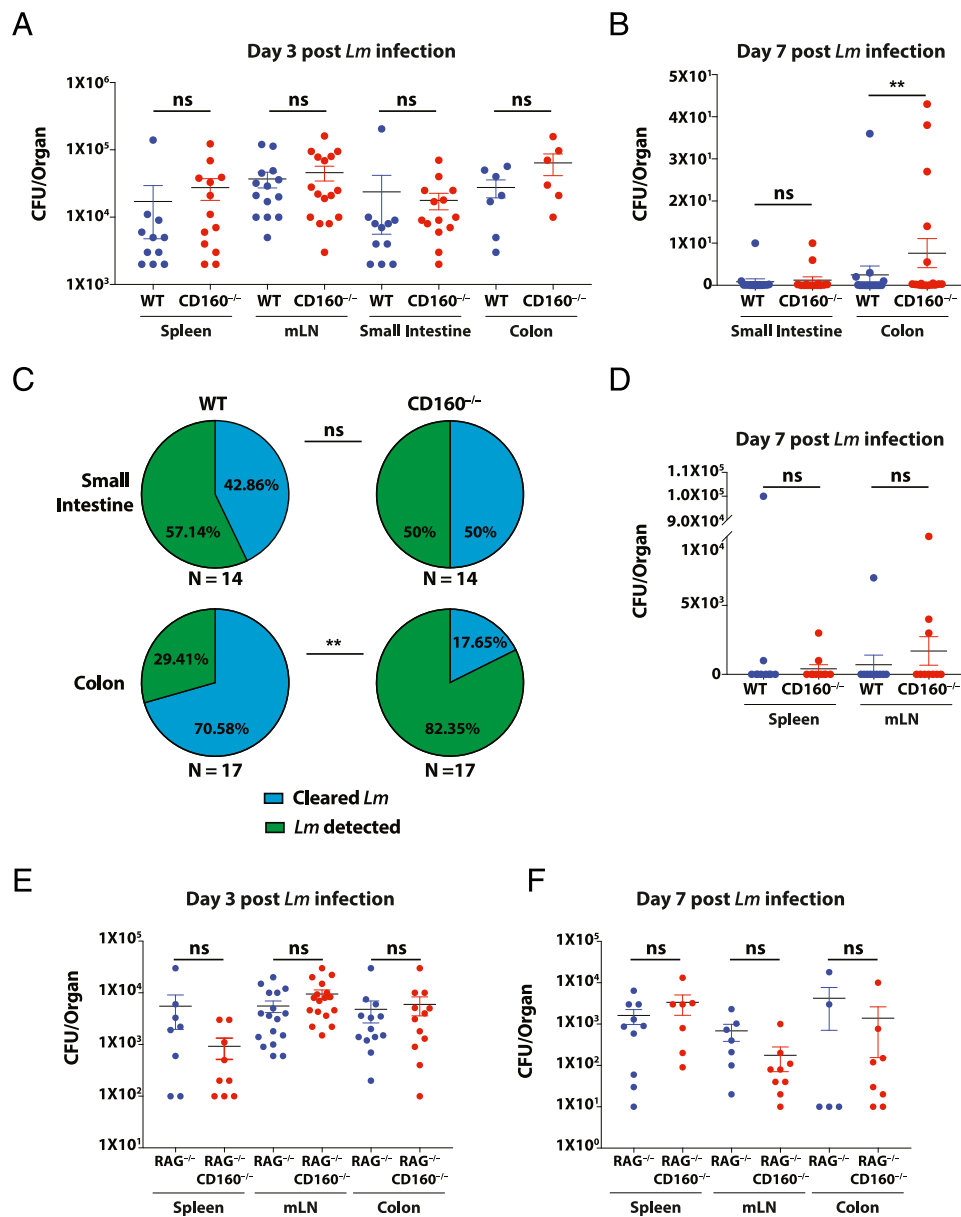 A
Day 3 post Lm infection
CFU/Organ
1X10⁶
1X10⁵
1X10⁴
1X10³
ns
ns
ns
ns
WT CD160⁻/⁻ WT CD160⁻/⁻ WT CD160⁻/⁻ WT CD160⁻/⁻
Spleen mLN Small Intestine Colon
B
Day 7 post Lm infection
CFU/Organ
5X10¹
4X10¹
3X10¹
2X10¹
1X10¹
0
ns
**
WT CD160⁻/⁻ WT CD160⁻/⁻
Small Intestine Colon
C
WT
CD160⁻/⁻
ns
Small
Intestine
42.86%
57.14%
50%
50%
N = 14
N = 14
Colon
**
29.41%
70.58%
17.65%
82.35%
N = 17
N =17
Cleared Lm
Lm detected
D
Day 7 post Lm infection
CFU/Organ
1.1X10⁵
1.0X10⁵
9.0X10⁴
1X10⁴
5X10³
0
ns
ns
WT CD160⁻/⁻ WT CD160⁻/⁻
Spleen mLN
E
Day 3 post Lm infection
CFU/Organ
1X10⁵
1X10⁴
1X10³
1X10²
1X10¹
ns
ns
ns
RAG⁻/⁻ RAG⁻/⁻ RAG⁻/⁻ RAG⁻/⁻ RAG⁻/⁻ RAG⁻/⁻
CD160⁻/⁻ CD160⁻/⁻ CD160⁻/⁻
Spleen mLN Colon
F
Day 7 post Lm infection
CFU/Organ
1X10⁵
1X10⁴
1X10³
1X10²
1X10¹
1X10⁰
ns
ns
ns
RAG⁻/⁻ RAG⁻/⁻ RAG⁻/⁻ RAG⁻/⁻ RAG⁻/⁻ RAG⁻/⁻
CD160⁻/⁻ CD160⁻/⁻ CD160⁻/⁻
Spleen mLN Colon